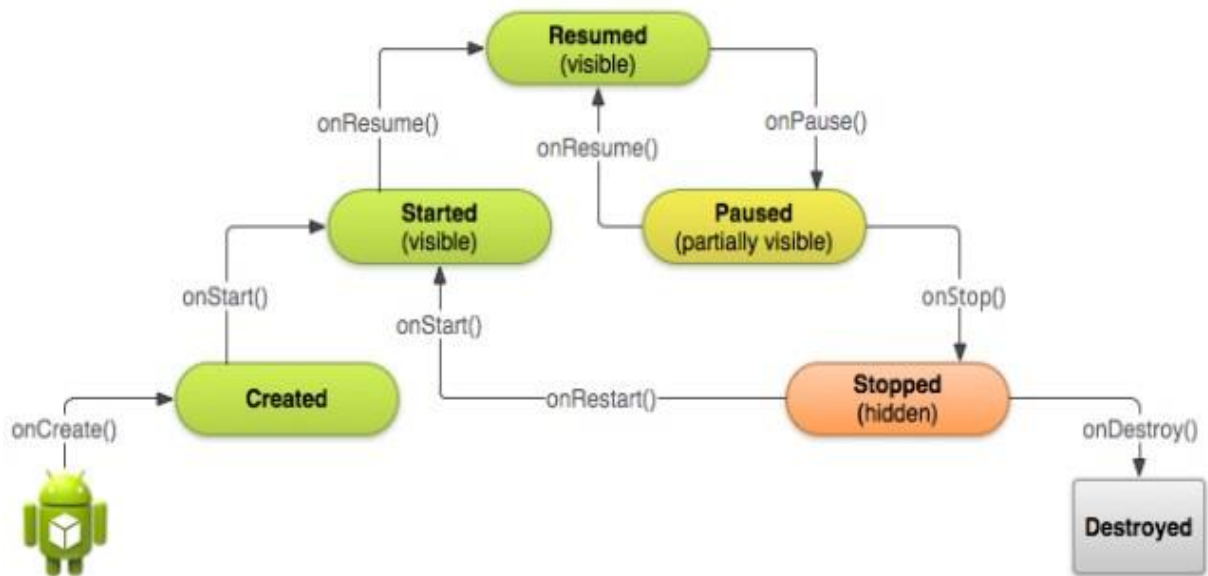 Resumed
(visible)
onResume()
onPause()
onResume()
Started
(visible)
Paused
(partially visible)
onStart()
onStop()
onStart()
Created
onRestart()
Stopped
(hidden)
onCreate()
onDestroy()
Destroyed